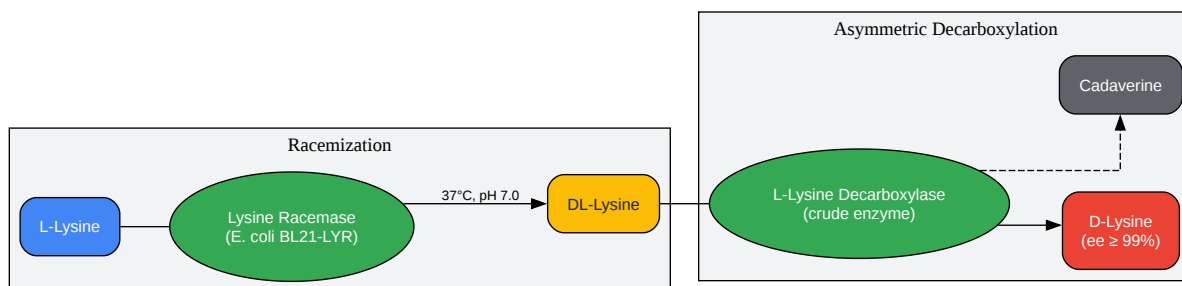 Asymmetric Decarboxylation
Cadaverine
Racemization
L-Lysine
Lysine Racemase
(E. coli BL21-LYR)
37°C, pH 7.0
DL-Lysine
L-Lysine Decarboxylase
(crude enzyme)
D-Lysine
(ee ≥ 99%)